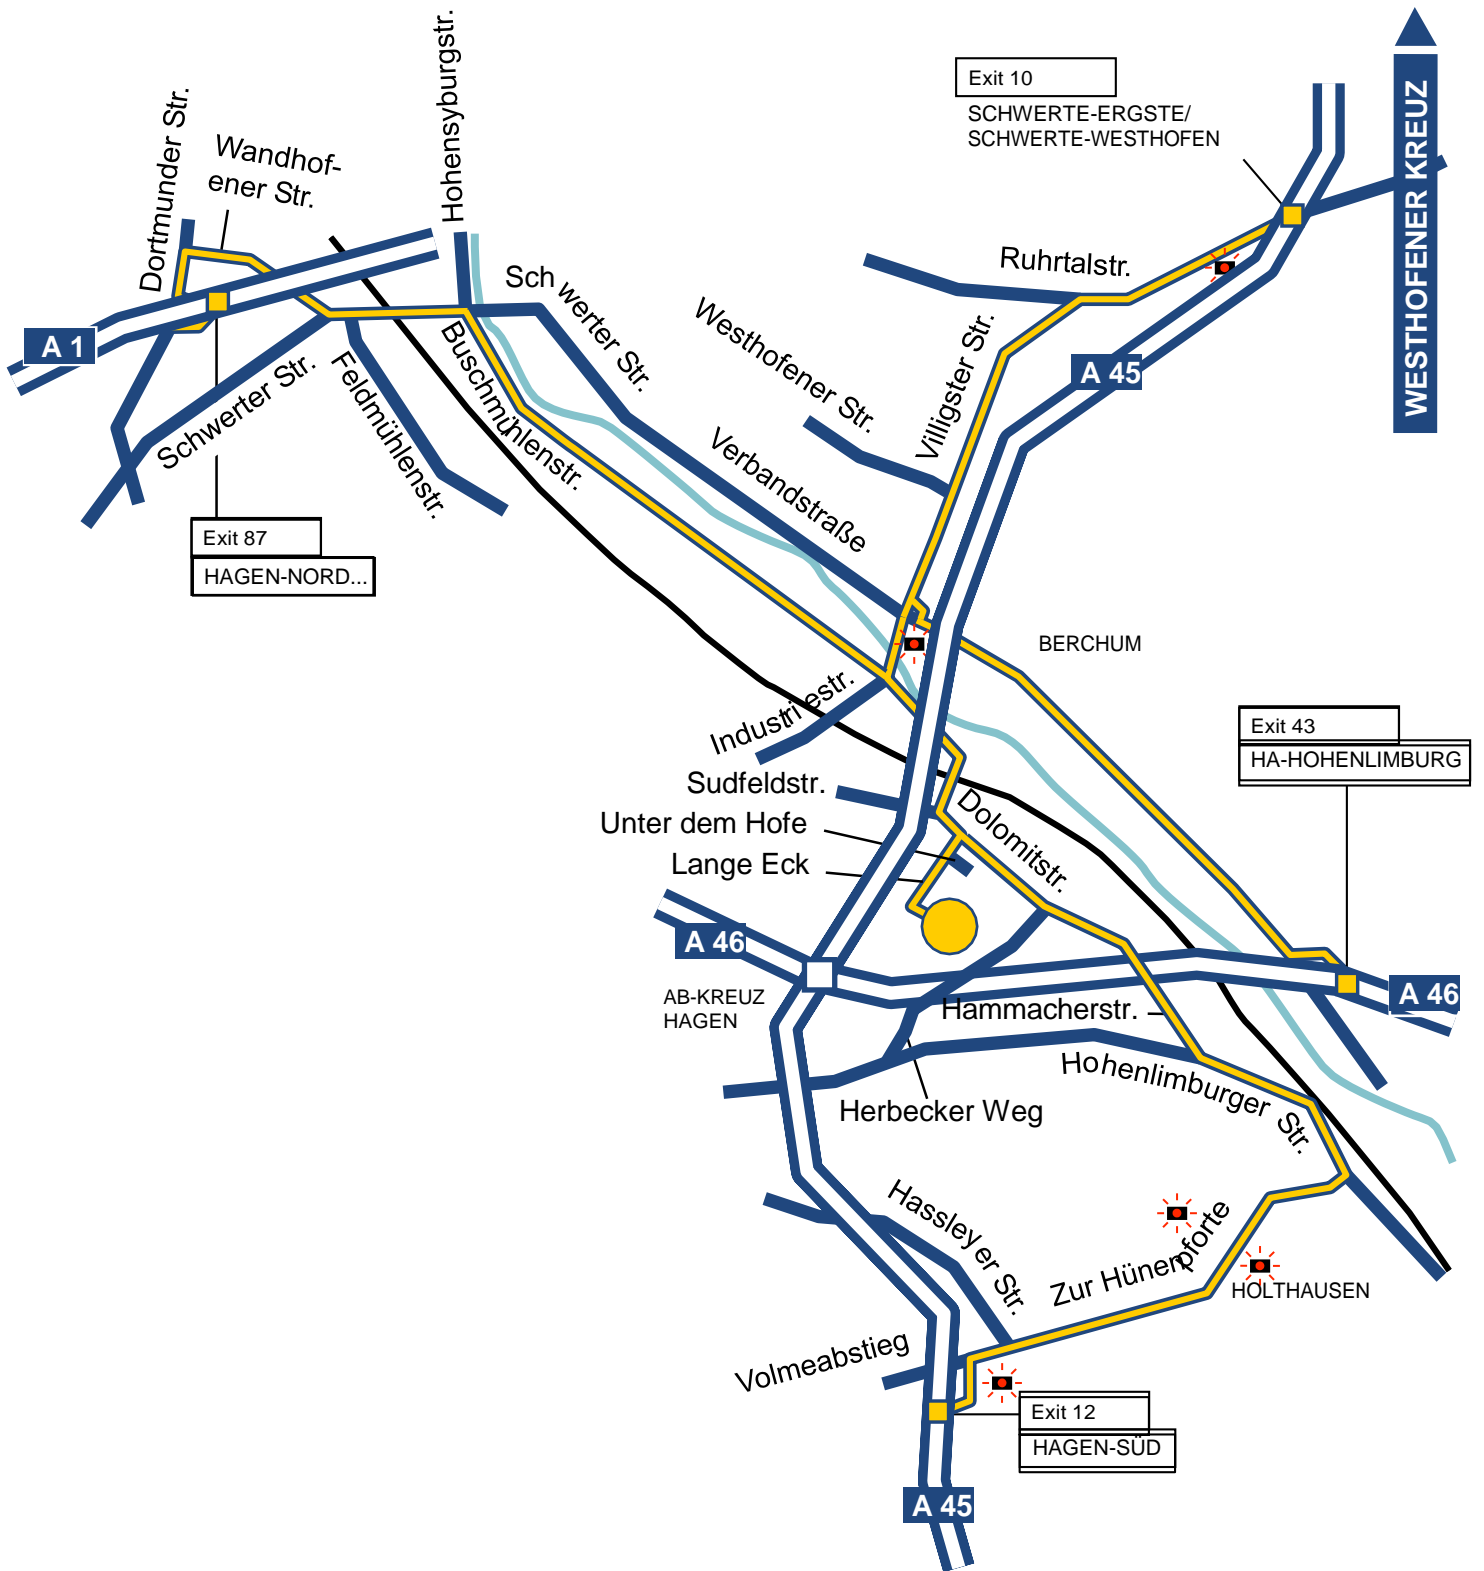 Hohensyburgstr.
Dortmunder Str.
Wandhof-
ener Str.
Exit 10
SCHWERTE-ERGSTE/
SCHWERTE-WESTHOFEN
WESTHOFENER KREUZ
Ruhrtalstr.
Schwerter Str.
Westhofener Str.
Villigster Str.
A 1
A 45
Buschmühlenstr.
Schwerter Str.
Feldmühlenstr.
Verbandstraße
Exit 87
HAGEN-NORD...
BERCHUM
Industriestr.
Exit 43
HA-HOHENLIMBURG
Sudfeldstr.
Unter dem Hofe
Lange Eck
Dolomitstr.
A 46
AB-KREUZ
HAGEN
A 46
Hammacherstr.
Hohenlimburger Str.
Herbecker Weg
Hassleyer Str.
Zur Hünenpforte
HOLTHAUSEN
Volmeabstieg
Exit 12
HAGEN-SÜD
A 45